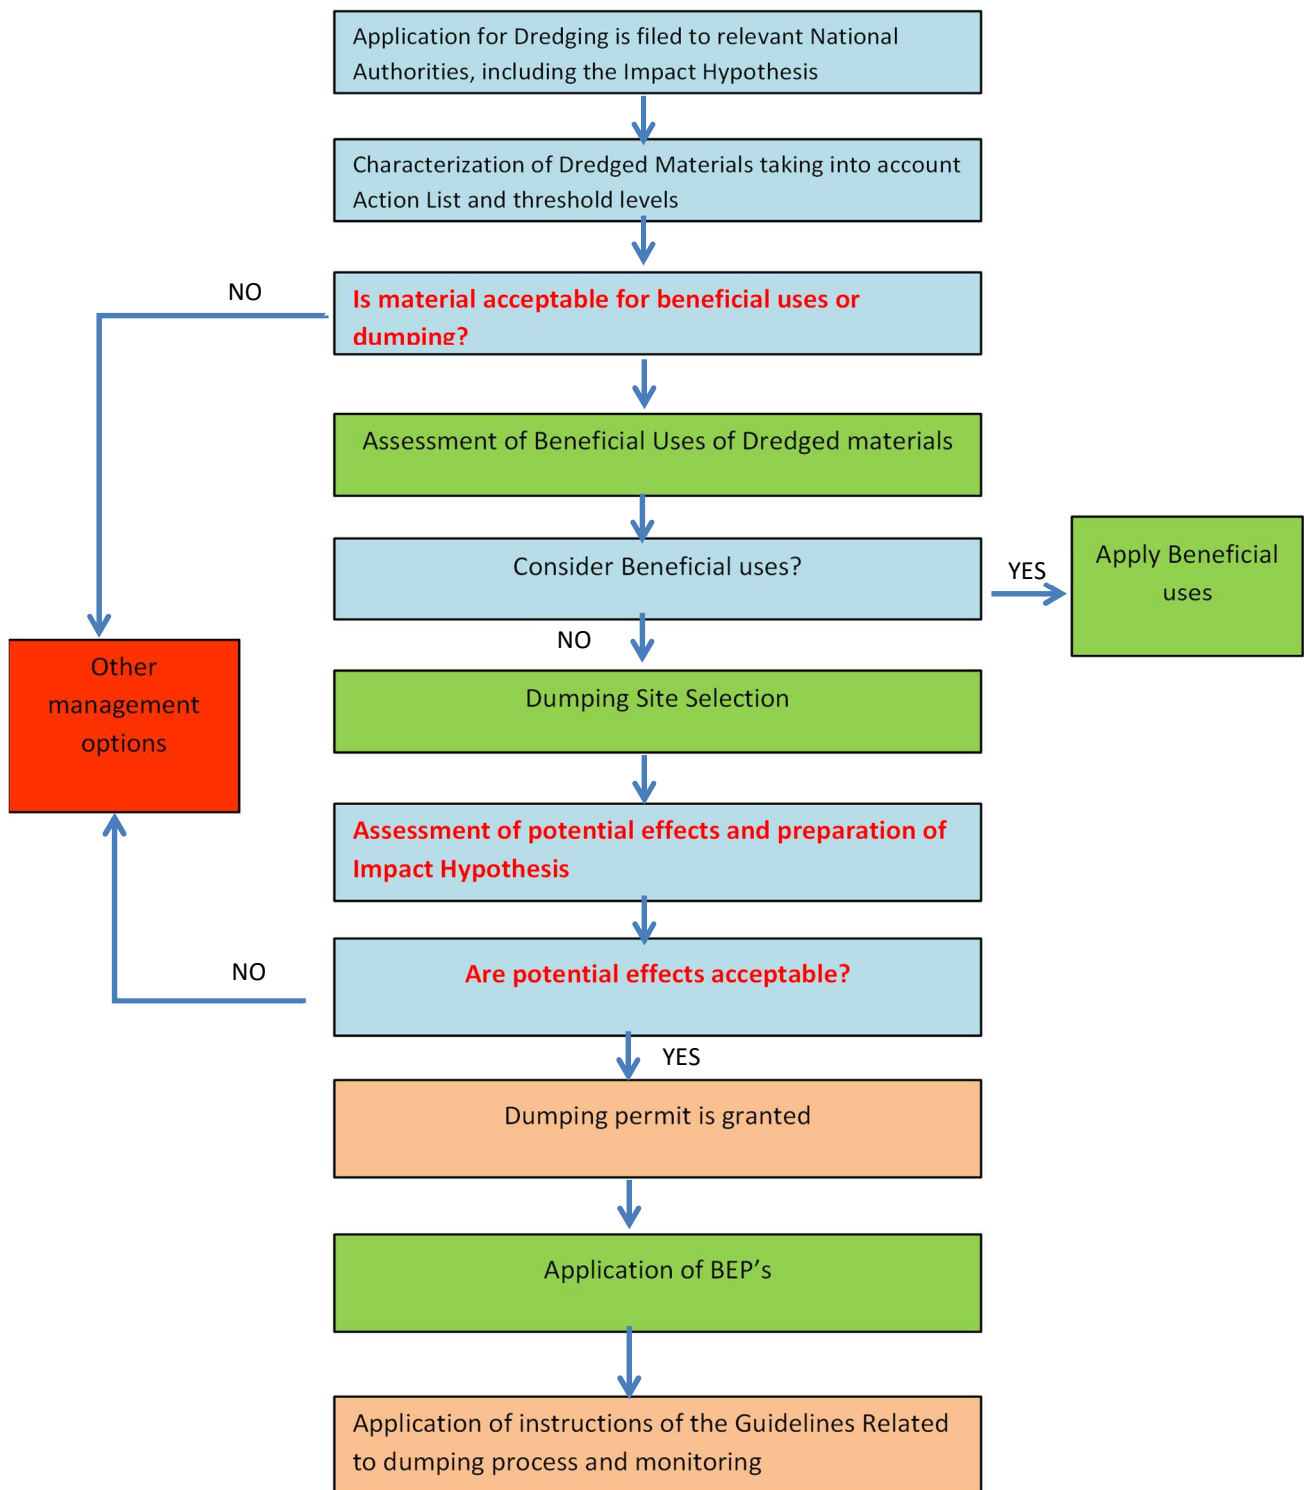 Application for Dredging is filed to relevant National
Authorities, including the Impact Hypothesis
Characterization of Dredged Materials taking into account
Action List and threshold levels
NO
Is material acceptable for beneficial uses or
dumping?
Assessment of Beneficial Uses of Dredged materials
Consider Beneficial uses?
YES
Apply Beneficial
uses
NO
Other
management
options
Dumping Site Selection
Assessment of potential effects and preparation of
Impact Hypothesis
NO
Are potential effects acceptable?
YES
Dumping permit is granted
Application of BEP's
Application of instructions of the Guidelines Related
to dumping process and monitoring